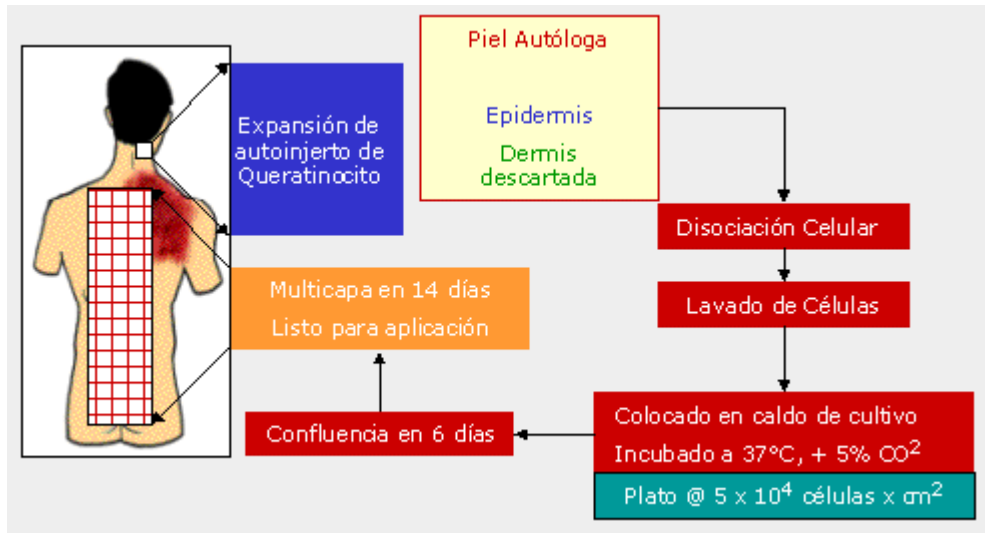 Piel Autóloga
Epidermis
Dermis
descartada
Expansión de
autoinjerto de
Queratinocito
Disociación Celular
Lavado de Células
Colocado en caldo de cultivo
Incubado a 37°C, + 5% CO²
Plato @ 5 x 10⁴ células x cm²
Confluencia en 6 días
Multicapa en 14 días
Listo para aplicación